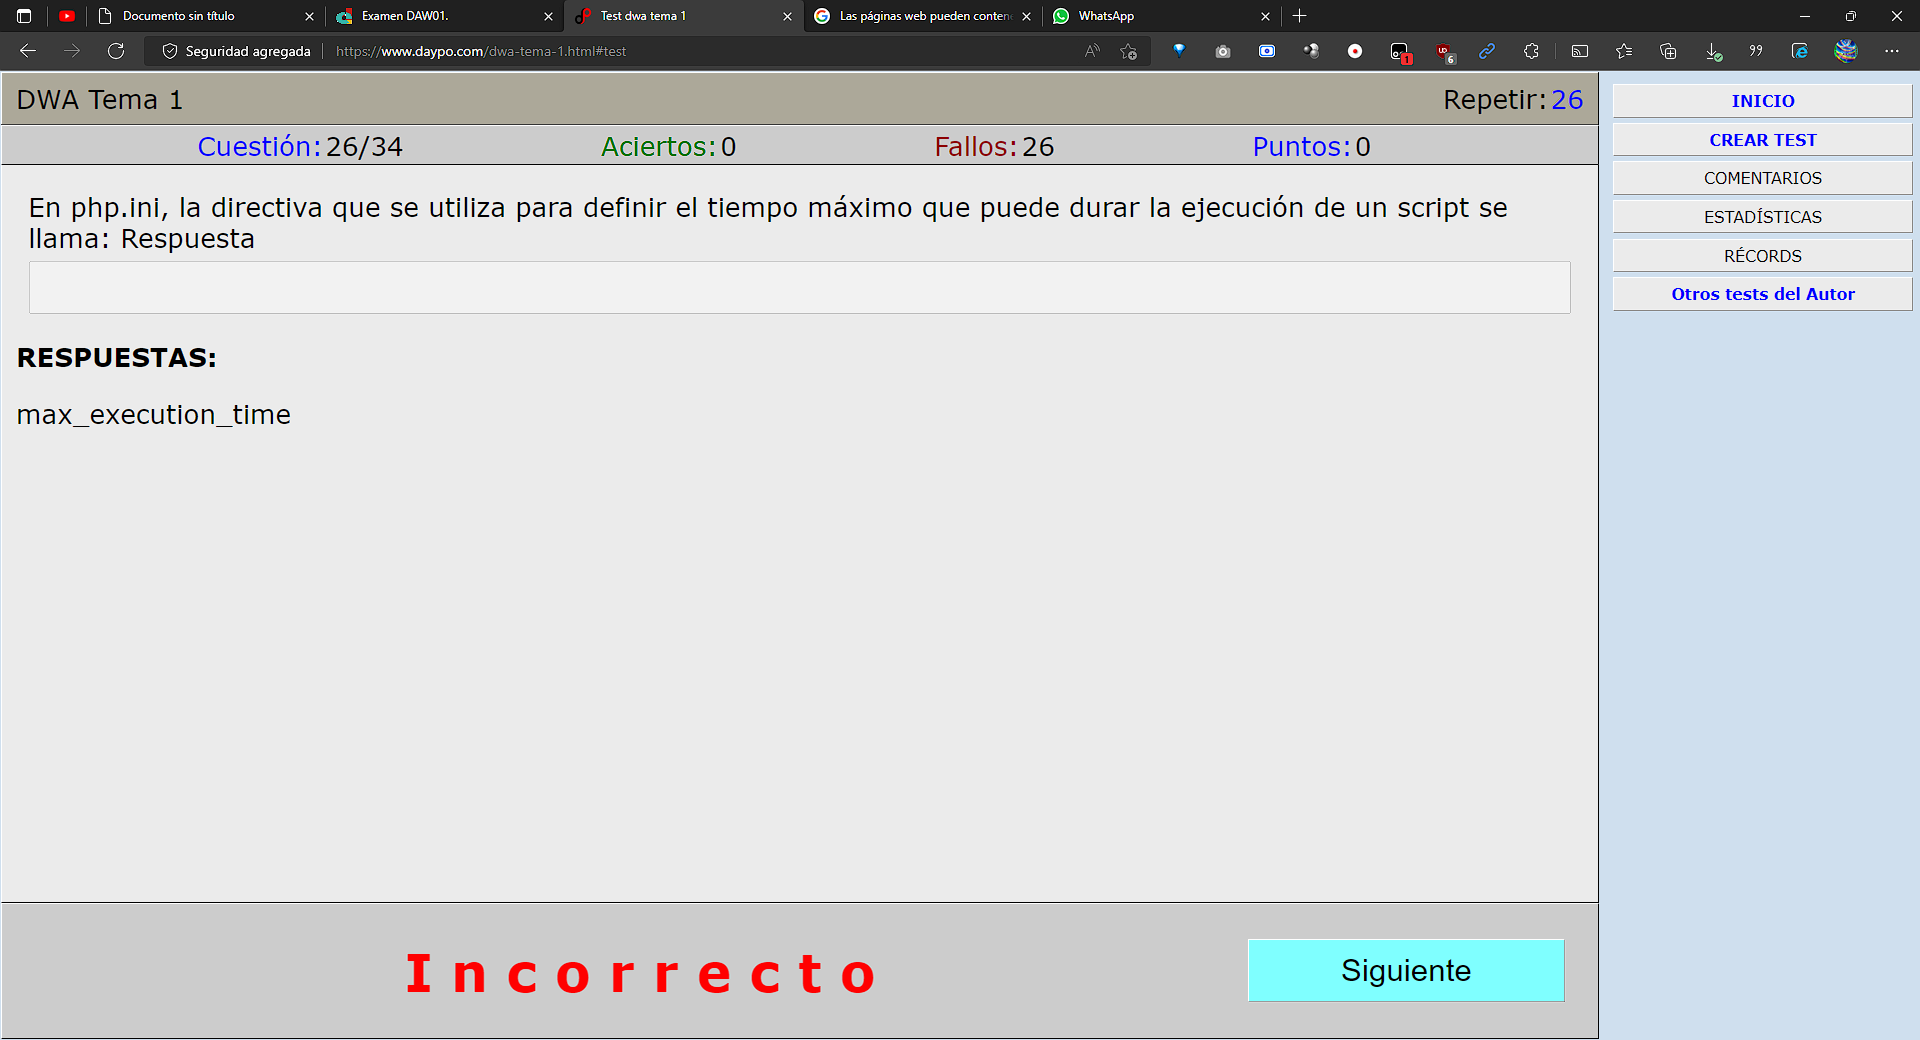 Documento sin título
Examen DAW01.
Test dwa tema 1
Las páginas web pueden conten
WhatsApp
Seguridad agregada
https://www.daypo.com/dwa-tema-1.html#test
1
6
DWA Tema 1
Repetir: 26
Cuestión: 26/34
Aciertos: 0
Fallos: 26
Puntos: 0
En php.ini, la directiva que se utiliza para definir el tiempo máximo que puede durar la ejecución de un script se
llama: Respuesta
RESPUESTAS:
max_execution_time
Incorrecto
Siguiente
INICIO
CREAR TEST
COMENTARIOS
ESTADÍSTICAS
RÉCORDS
Otros tests del Autor